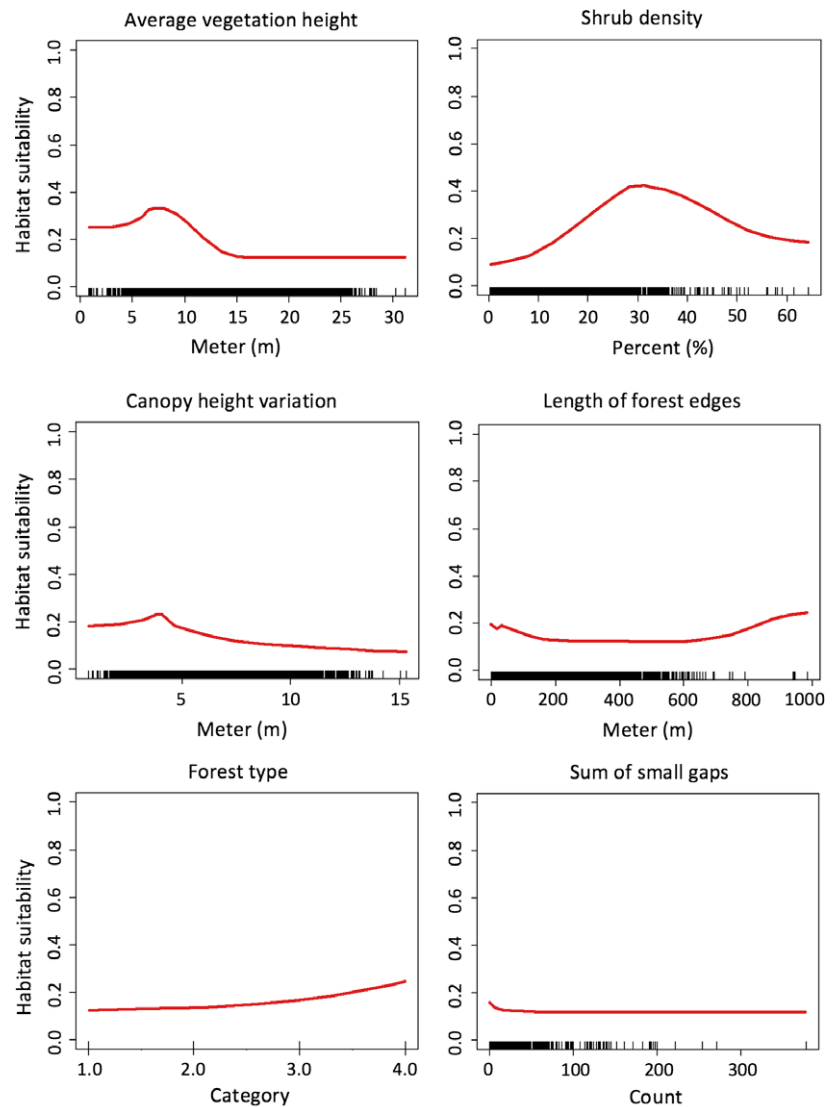 Average vegetation height
Habitat suitability
0.0 0.2 0.4 0.6 0.8 1.0
0 5 10 15 20 25 30
Meter (m)
Shrub density
0.0 0.2 0.4 0.6 0.8 1.0
0 10 20 30 40 50 60
Percent (%)
Canopy height variation
Habitat suitability
0.0 0.2 0.4 0.6 0.8 1.0
5 10 15
Meter (m)
Length of forest edges
0.0 0.2 0.4 0.6 0.8 1.0
0 200 400 600 800 1000
Meter (m)
Forest type
Habitat suitability
0.0 0.2 0.4 0.6 0.8 1.0
1.0 2.0 3.0 4.0
Category
Sum of small gaps
0.0 0.2 0.4 0.6 0.8 1.0
0 100 200 300
Count